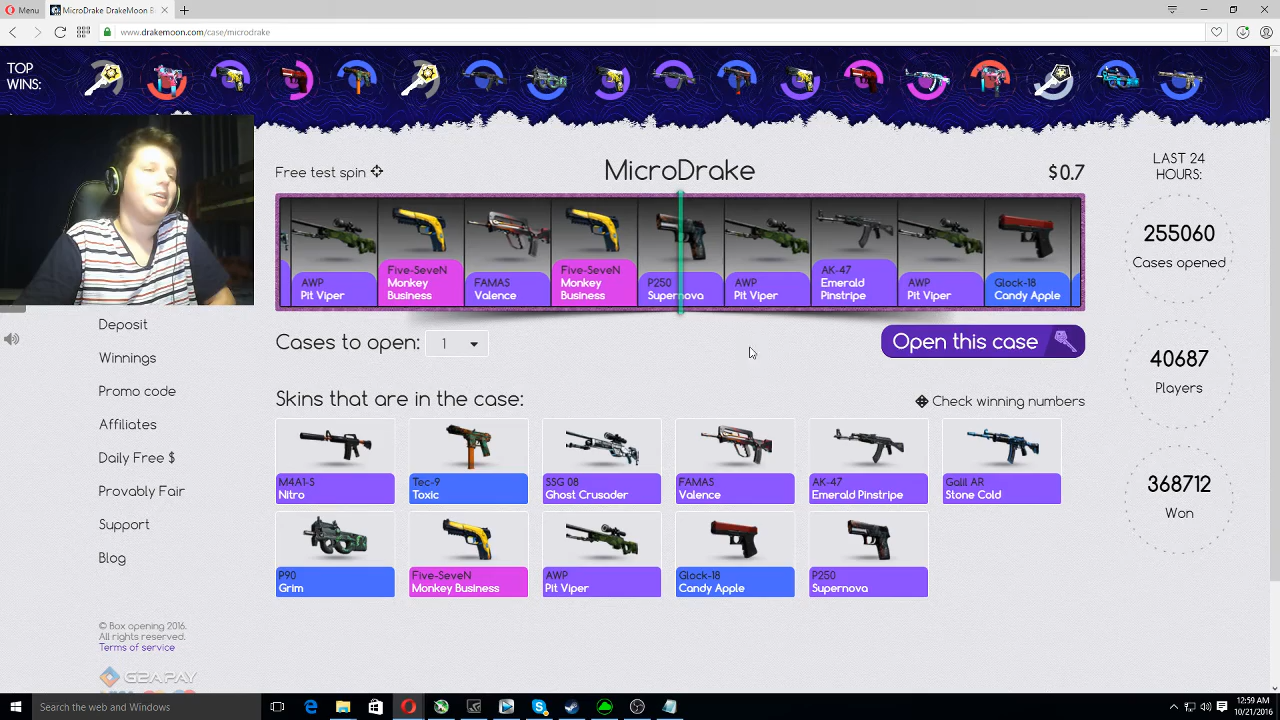 Menu
MicroDrake DrakeMoon B
www.drakemoon.com/case/microdrake
TOP
WINS:
Free test spin
MicroDrake
$0.7
LAST 24
HOURS:
255060
Cases opened
40687
Players
368712
Won
AWP
Pit Viper
Five-SeveN
Monkey
Business
FAMAS
Valence
Five-SeveN
Monkey
Business
P250
Supernova
AWP
Pit Viper
AK-47
Emerald
Pinstripe
AWP
Pit Viper
Glock-18
Candy Apple
Cases to open:
1
Open this case
Skins that are in the case:
Check winning numbers
M4A1-S
Nitro
Tec-9
Toxic
SSG 08
Ghost Crusader
FAMAS
Valence
AK-47
Emerald Pinstripe
Galil AR
Stone Cold
P90
Grim
Five-SeveN
Monkey Business
AWP
Pit Viper
Glock-18
Candy Apple
P250
Supernova
Deposit
Winnings
Promo code
Affiliates
Daily Free $
Provably Fair
Support
Blog
© Box opening 2016.
All rights reserved.
Terms of service
G2A PAY
Search the web and Windows
12:59 AM
10/21/2016